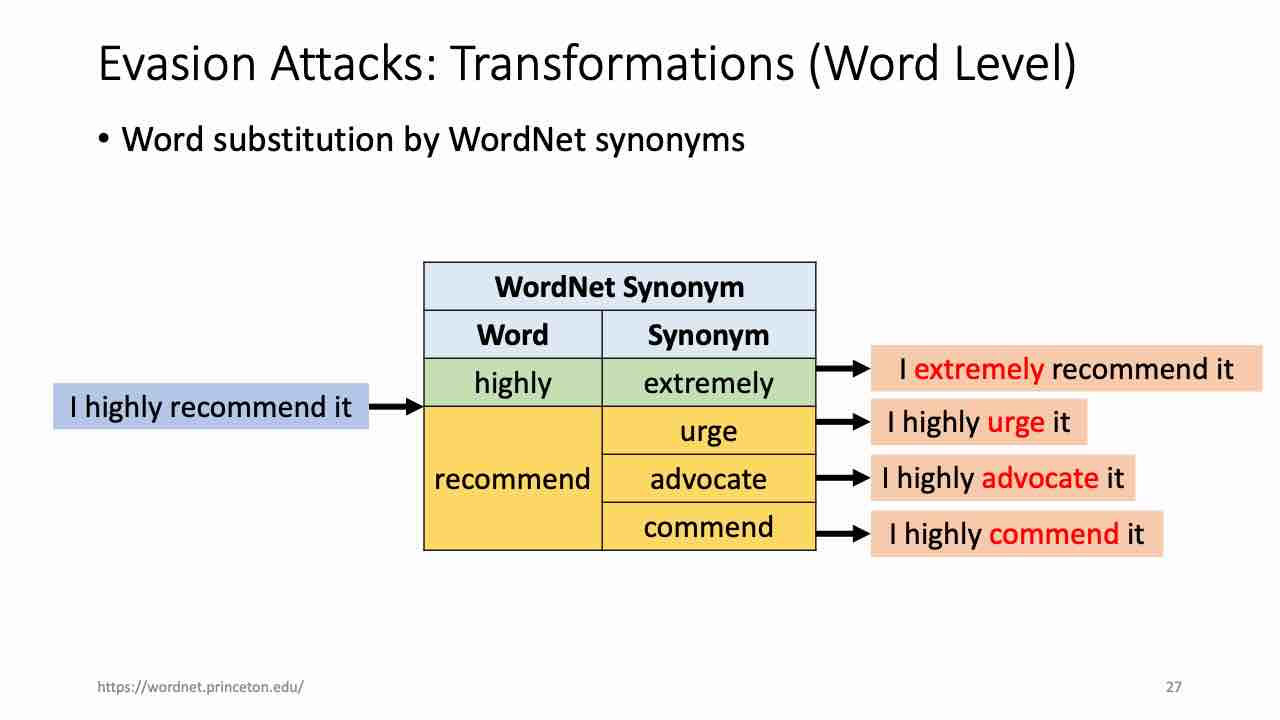 Evasion Attacks: Transformations (Word Level)
• Word substitution by WordNet synonyms
WordNet Synonym
Word Synonym
highly extremely
recommend
urge
advocate
commend
I highly recommend it
I extremely recommend it
I highly urge it
I highly advocate it
I highly commend it
https://wordnet.princeton.edu/
27